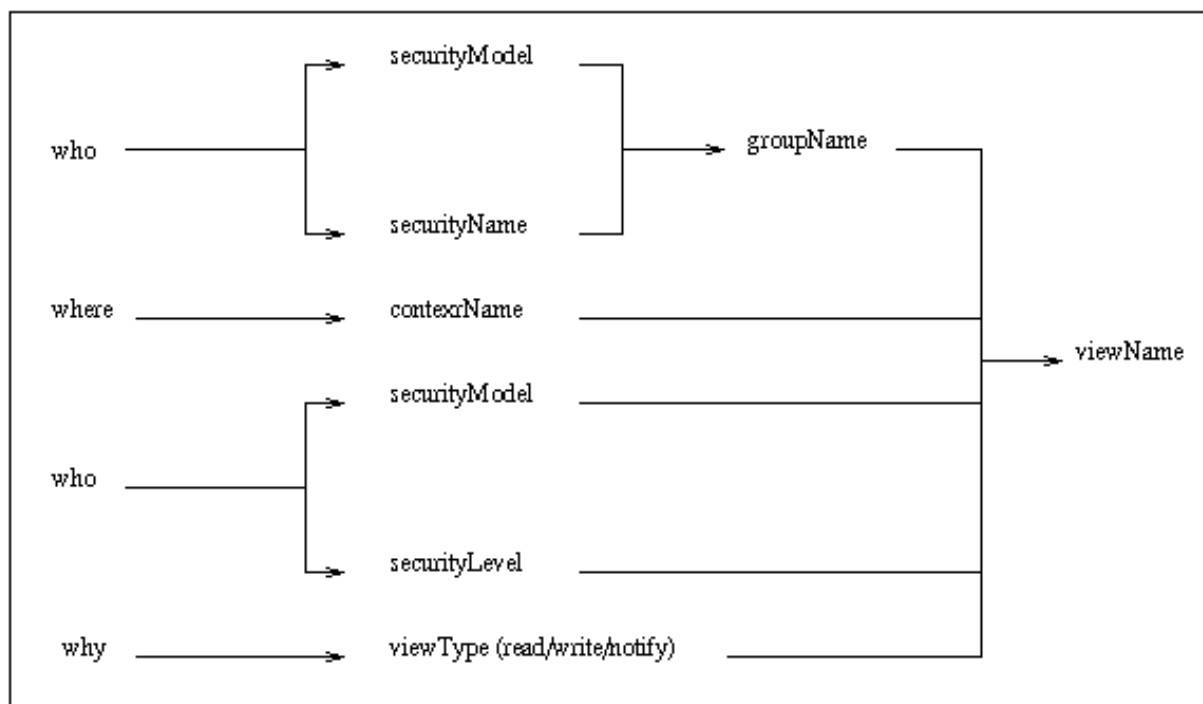 securityModel
who
groupName
securityName
where
contexrName
viewName
securityModel
who
securityLevel
why
viewType (read/write/notify)